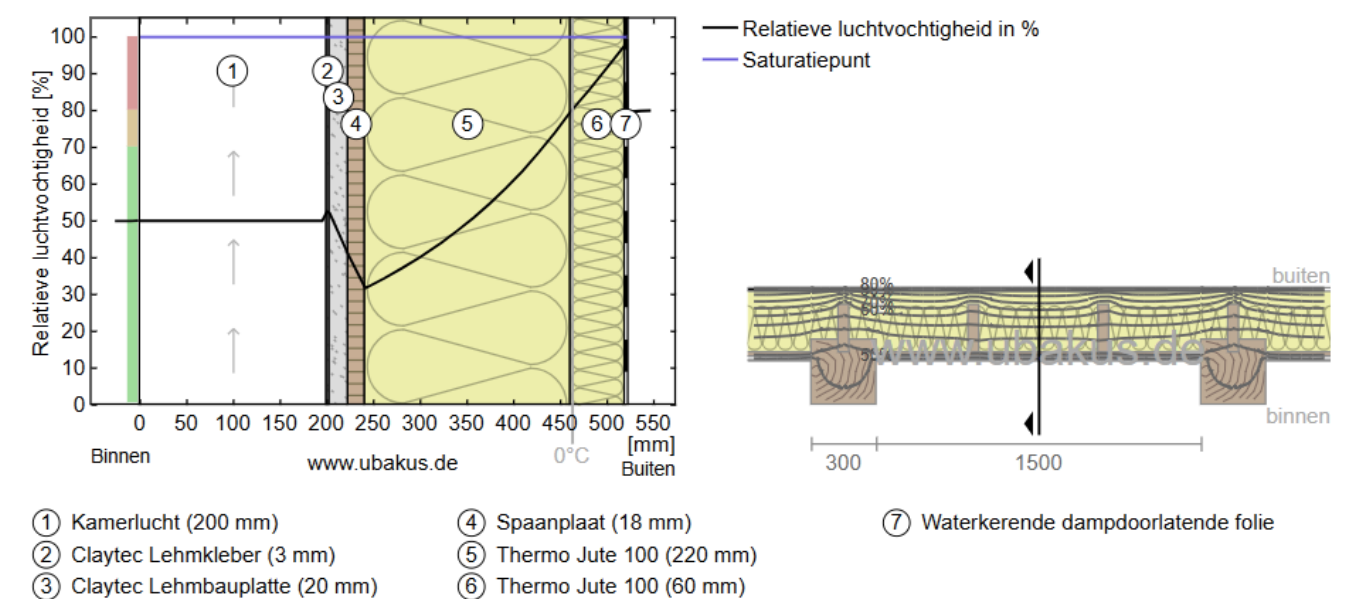 Relatieve luchtvochtigheid [%]
100
90
80
70
60
50
40
30
20
10
0
1
2
3
4
5
6
7
0 50 100 150 200 250 300 350 400 450 500 550
[mm]
Binnen
www.ubakus.de
0°C
Buiten
Relatieve luchtvochtigheid in %
Saturatiepunt
buiten
80%
www.ubakus.de
binnen
300
1500
1 Kamerlucht (200 mm)
2 Claytec Lehmkleber (3 mm)
3 Claytec Lehmbauplatte (20 mm)
4 Spaanplaat (18 mm)
5 Thermo Jute 100 (220 mm)
6 Thermo Jute 100 (60 mm)
7 Waterkerende dampdoorlatende folie